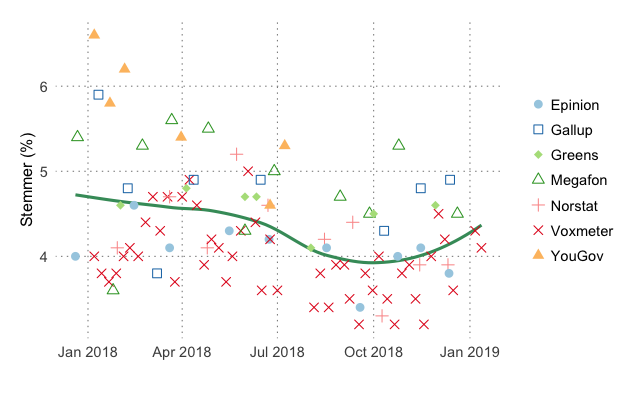 Stemmer (%)
6
5
4
Jan 2018
Apr 2018
Jul 2018
Oct 2018
Jan 2019
Epinion
Gallup
Greens
Megafon
Norstat
Voxmeter
YouGov